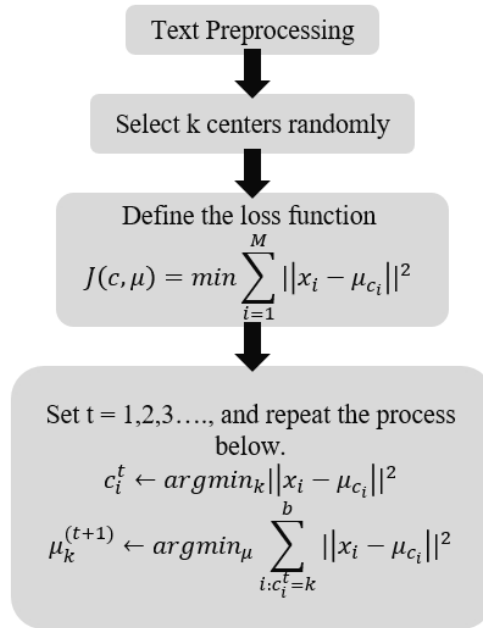 Text Preprocessing
Select k centers randomly
Define the loss function
J(c, μ) = min ∑_{i=1}^{M} ||x_i − μ_{c_i}||^2
Set t = 1,2,3…., and repeat the process
below.
c_i^t ← argmin_k ||x_i − μ_{c_i}||^2
μ_k^{(t+1)} ← argmin_μ ∑_{i:c_i^t=k}^{b} ||x_i − μ_{c_i}||^2